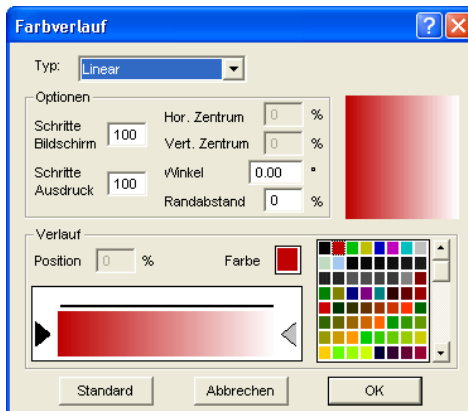 Farbverlauf
Typ: Linear
Optionen
Schritte Bildschirm 100
Hor. Zentrum 0 %
Vert. Zentrum 0 %
Schritte Ausdruck 100
Winkel 0.00 °
Randabstand 0 %
Verlauf
Position 0 % Farbe
Standard Abbrechen OK